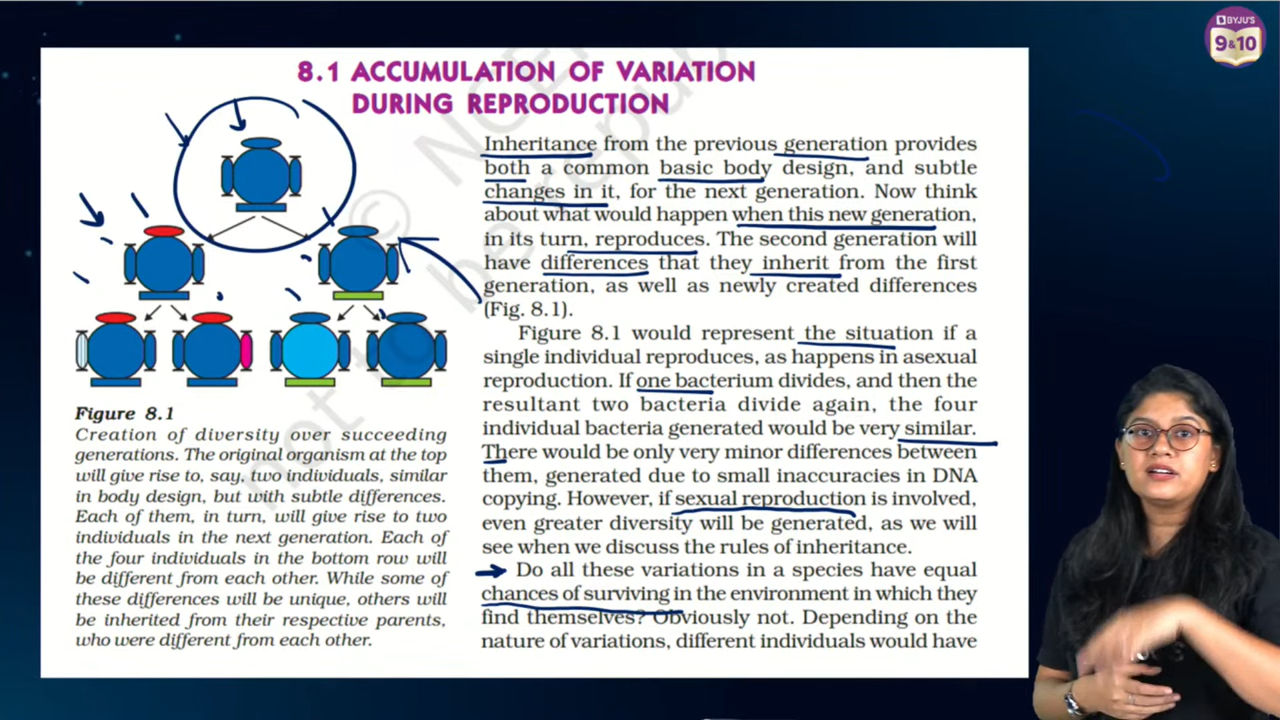 BYJU'S
9&10
8.1 ACCUMULATION OF VARIATION
DURING REPRODUCTION
Inheritance from the previous generation provides
both a common basic body design, and subtle
changes in it, for the next generation. Now think
about what would happen when this new generation,
in its turn, reproduces. The second generation will
have differences that they inherit from the first
generation, as well as newly created differences
(Fig. 8.1).
Figure 8.1 would represent the situation if a
single individual reproduces, as happens in asexual
reproduction. If one bacterium divides, and then the
resultant two bacteria divide again, the four
individual bacteria generated would be very similar.
There would be only very minor differences between
them, generated due to small inaccuracies in DNA
copying. However, if sexual reproduction is involved,
even greater diversity will be generated, as we will
see when we discuss the rules of inheritance.
Do all these variations in a species have equal
chances of surviving in the environment in which they
find themselves? Obviously not. Depending on the
nature of variations, different individuals would have
Figure 8.1
Creation of diversity over succeeding
generations. The original organism at the top
will give rise to, say, two individuals, similar
in body design, but with subtle differences.
Each of them, in turn, will give rise to two
individuals in the next generation. Each of
the four individuals in the bottom row will
be different from each other. While some of
these differences will be unique, others will
be inherited from their respective parents,
who were different from each other.
©
not to be